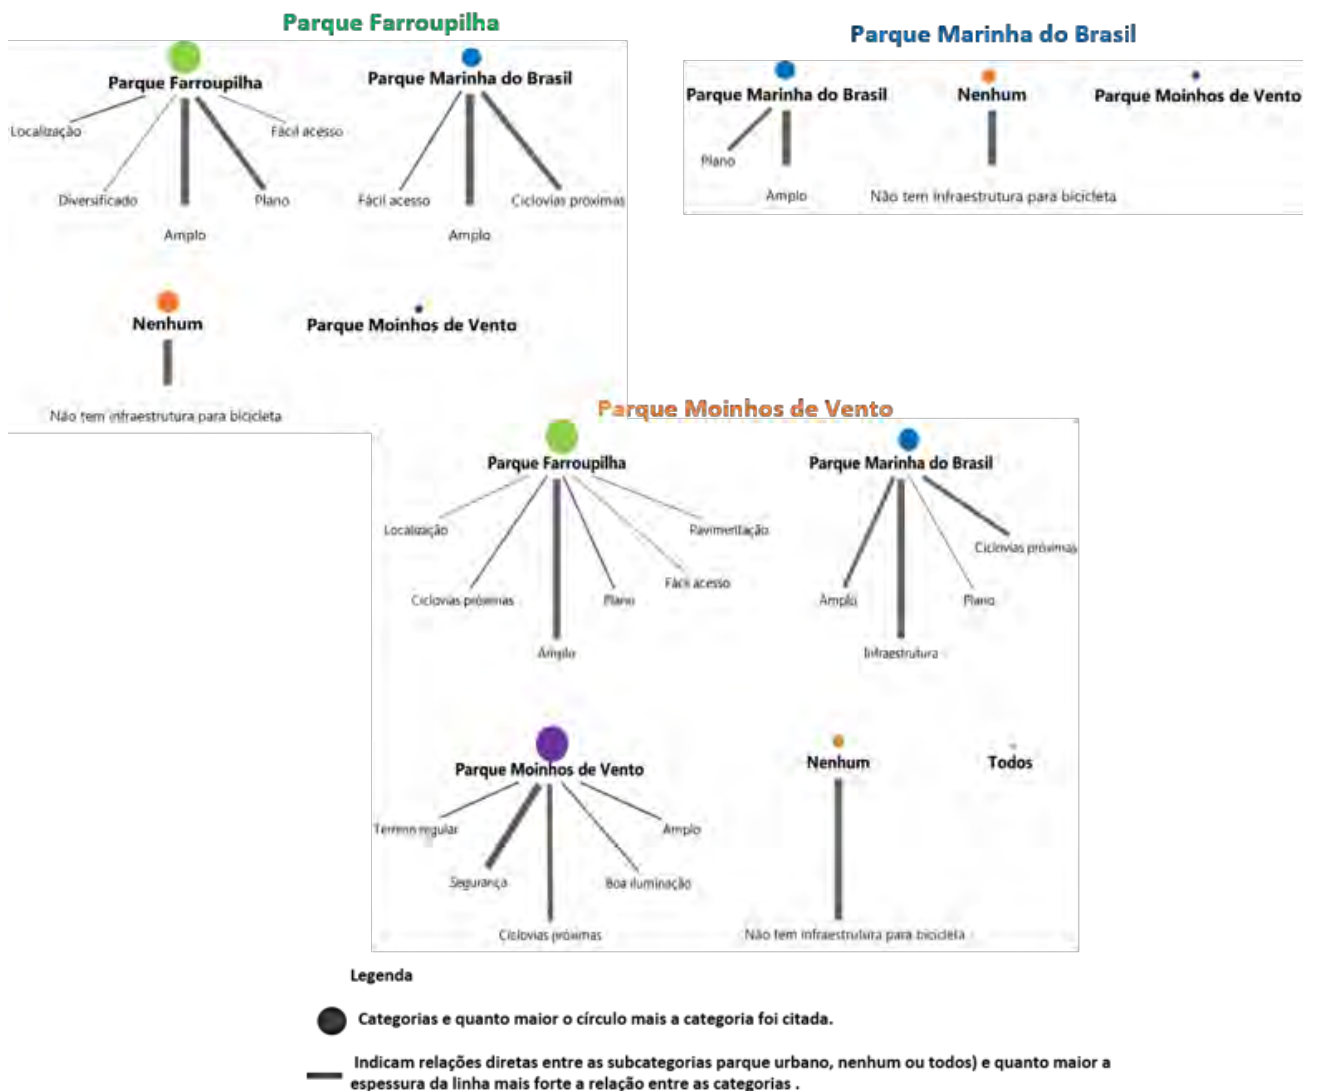 Parque Farroupilha
Parque Farroupilha
Parque Marinha do Brasil
Localização
Fácil acesso
Diversificado
Plano
Fácil acesso
Ciclovias próximas
Amplo
Amplo
Nenhum
Parque Moinhos de Vento
Não tem infraestrutura para bicicleta
Parque Marinha do Brasil
Parque Marinha do Brasil
Nenhum
Parque Moinhos de Vento
Plano
Amplo
Não tem infraestrutura para bicicleta
Parque Moinhos de Vento
Parque Farroupilha
Parque Marinha do Brasil
Localização
Pavimentação
Ciclovias próximas
Fácil acesso
Ciclovias próximas
Plano
Amplo
Plano
Amplo
Infraestrutura
Parque Moinhos de Vento
Nenhum
Todos
Terreno regular
Amplo
Segurança
Boa iluminação
Ciclovias próximas
Não tem infraestrutura para bicicleta
Legenda
Categorias e quanto maior o círculo mais a categoria foi citada.
Indicam relações diretas entre as subcategorias parque urbano, nenhum ou todos) e quanto maior a
espessura da linha mais forte a relação entre as categorias .